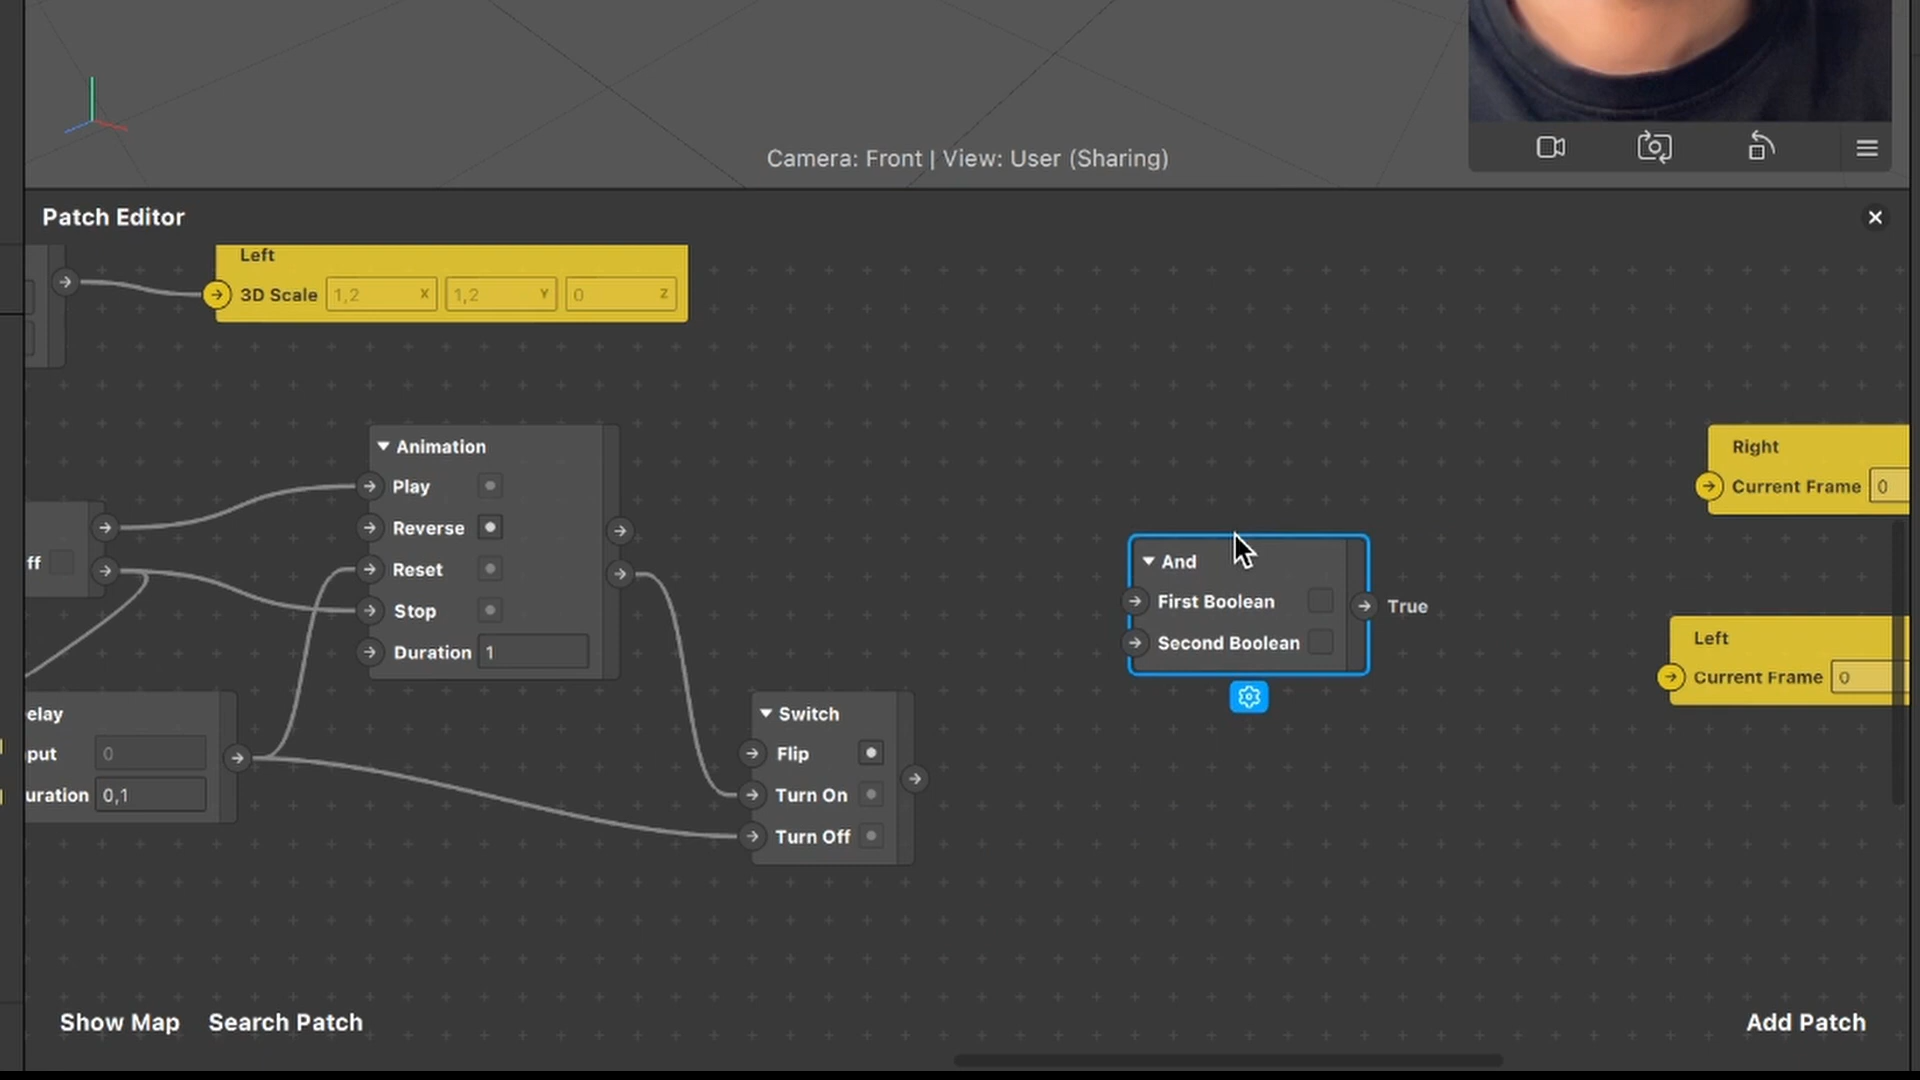 Camera: Front | View: User (Sharing)
Patch Editor
Left
3D Scale 1,2 X 1,2 Y 0 Z
Animation
Play
Reverse
Reset
Stop
Duration 1
ff
elay
put 0
uration 0,1
Switch
Flip
Turn On
Turn Off
And
First Boolean
Second Boolean
True
Right
Current Frame 0
Left
Current Frame 0
Show Map
Search Patch
Add Patch